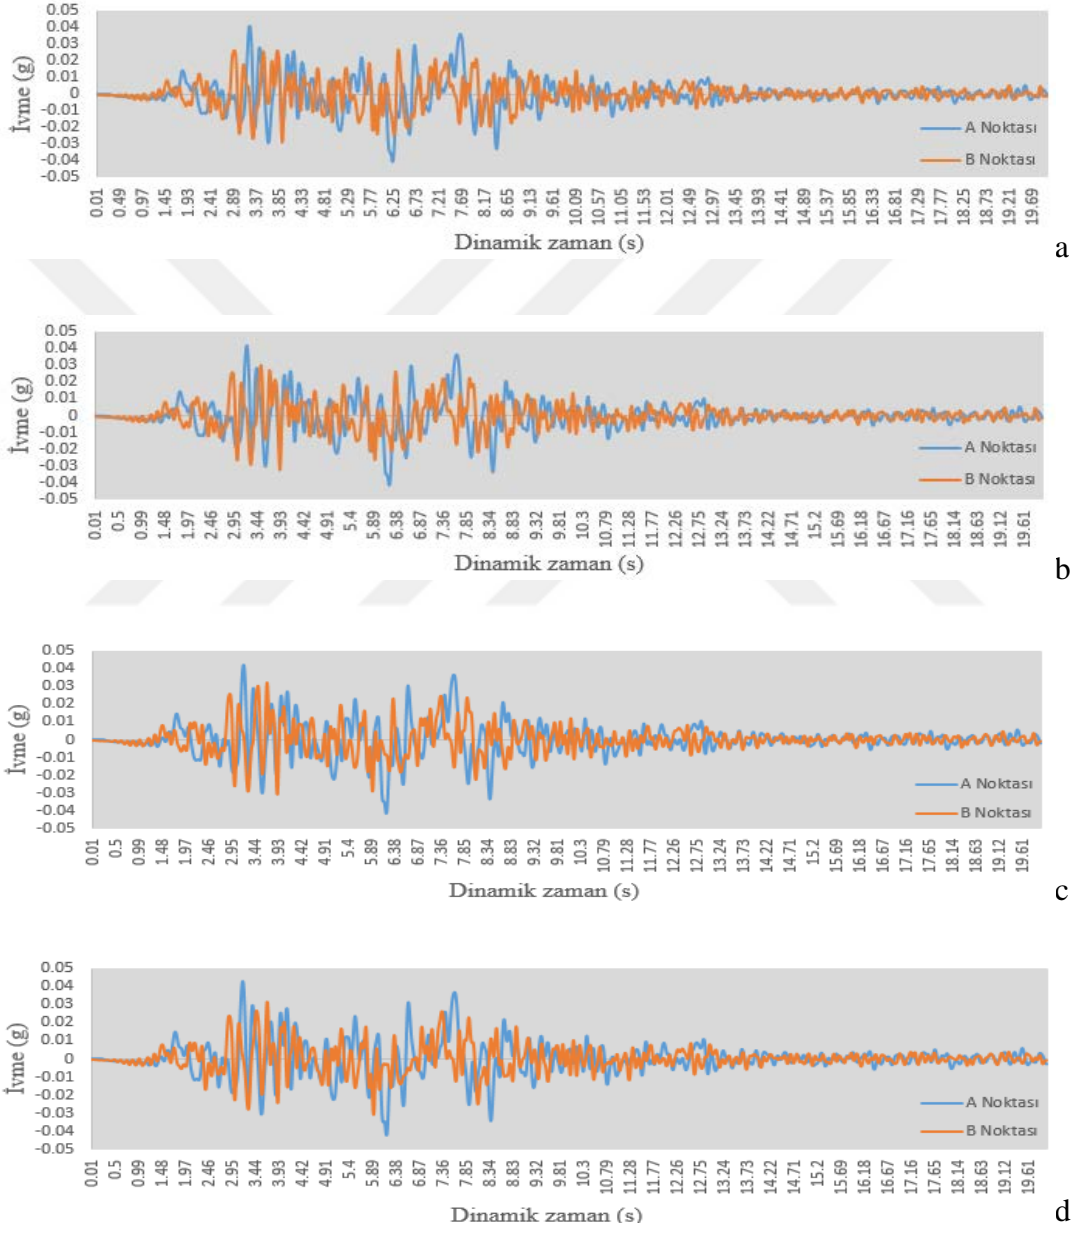 0.05
0.04
0.03
0.02
0.01
0
-0.01
-0.02
-0.03
-0.04
-0.05
İvme (g)
A Noktası
B Noktası
0.01 0.49 0.97 1.45 1.93 2.41 2.89 3.37 3.85 4.33 4.81 5.29 5.77 6.25 6.73 7.21 7.69 8.17 8.65 9.13 9.61 10.09 10.57 11.05 11.53 12.01 12.49 12.97 13.45 13.93 14.41 14.89 15.37 15.85 16.33 16.81 17.29 17.77 18.25 18.73 19.21 19.69
Dinamik zaman (s)
a
0.05
0.04
0.03
0.02
0.01
0
-0.01
-0.02
-0.03
-0.04
-0.05
İvme (g)
A Noktası
B Noktası
0.01 0.5 0.99 1.48 1.97 2.46 2.95 3.44 3.93 4.42 4.91 5.4 5.89 6.38 6.87 7.36 7.85 8.34 8.83 9.32 9.81 10.3 10.79 11.28 11.77 12.26 12.75 13.24 13.73 14.22 14.71 15.2 15.69 16.18 16.67 17.16 17.65 18.14 18.63 19.12 19.61
Dinamik zaman (s)
b
0.05
0.04
0.03
0.02
0.01
0
-0.01
-0.02
-0.03
-0.04
-0.05
İvme (g)
A Noktası
B Noktası
0.01 0.5 0.99 1.48 1.97 2.46 2.95 3.44 3.93 4.42 4.91 5.4 5.89 6.38 6.87 7.36 7.85 8.34 8.83 9.32 9.81 10.3 10.79 11.28 11.77 12.26 12.75 13.24 13.73 14.22 14.71 15.2 15.69 16.18 16.67 17.16 17.65 18.14 18.63 19.12 19.61
Dinamik zaman (s)
c
0.05
0.04
0.03
0.02
0.01
0
-0.01
-0.02
-0.03
-0.04
-0.05
İvme (g)
A Noktası
B Noktası
0.01 0.5 0.99 1.48 1.97 2.46 2.95 3.44 3.93 4.42 4.91 5.4 5.89 6.38 6.87 7.36 7.85 8.34 8.83 9.32 9.81 10.3 10.79 11.28 11.77 12.26 12.75 13.24 13.73 14.22 14.71 15.2 15.69 16.18 16.67 17.16 17.65 18.14 18.63 19.12 19.61
Dinamik zaman (s)
d